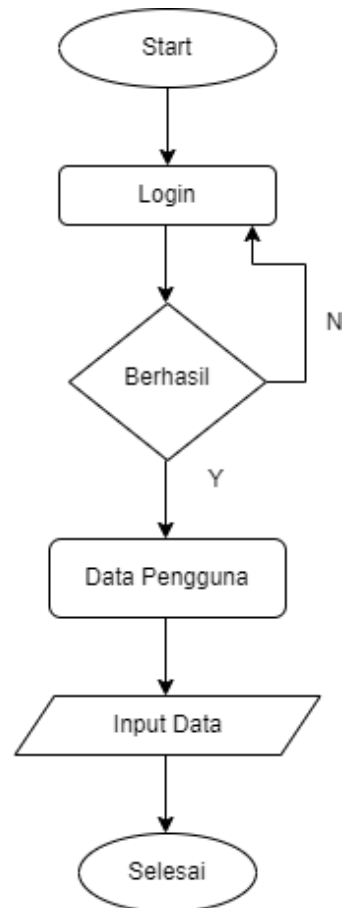 Start
Login
N
Berhasil
Y
Data Pengguna
Input Data
Selesai